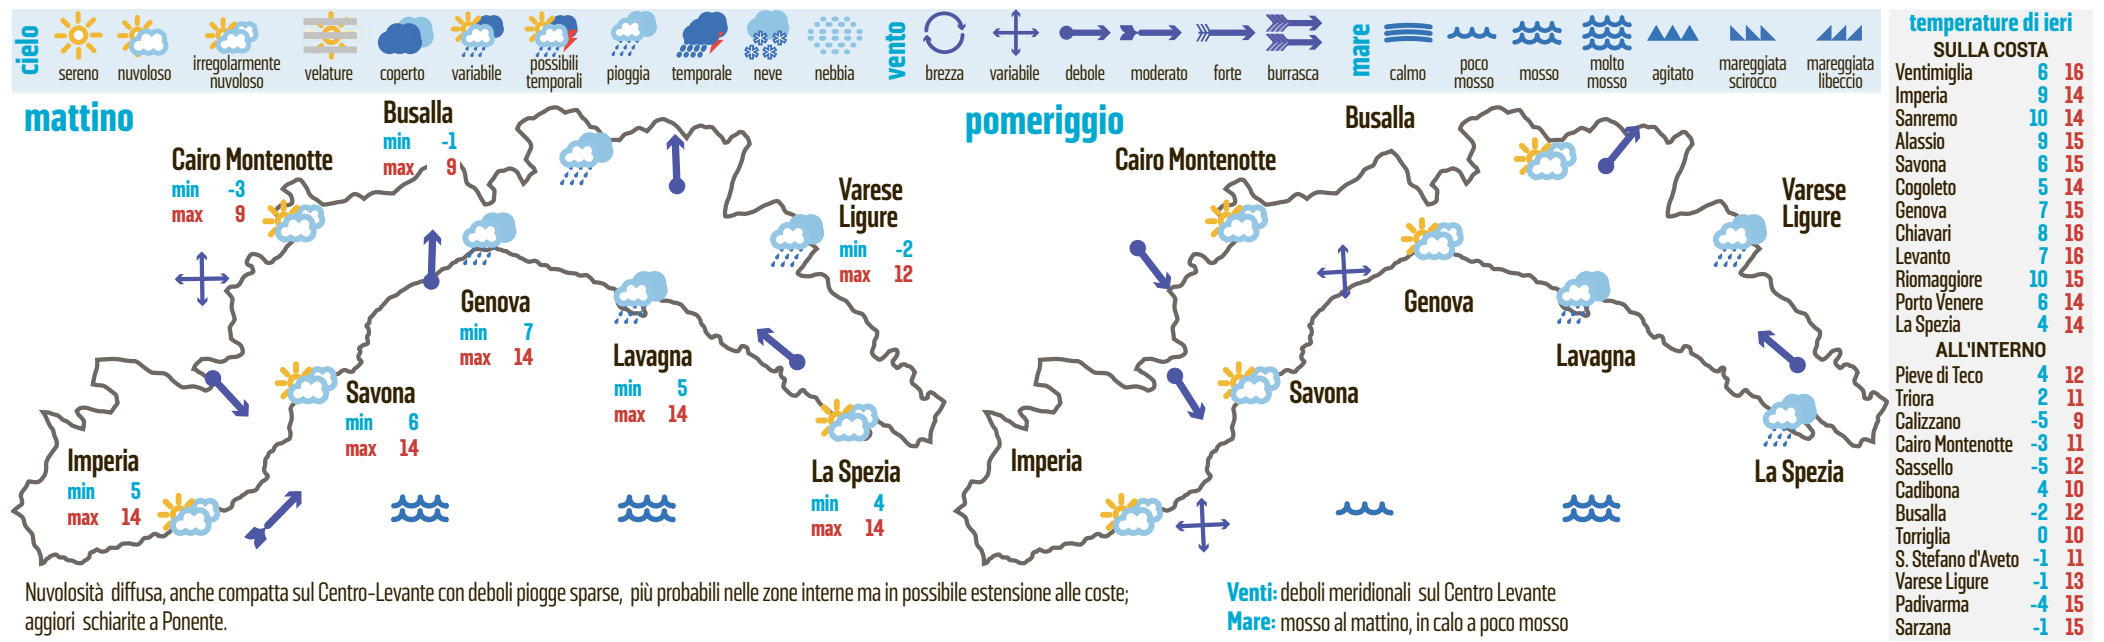 cielo
sereno
nuvoloso
irregolarmente
nuvoloso
velature
coperto
variabile
possibili
temporali
pioggia
temporale
neve
nebbia
vento
brezza
variabile
debole
moderato
forte
burrasca
mare
calmo
poco
mosso
mosso
molto
mosso
agitato
mareggiata
scirocco
mareggiata
libeccio
mattino
Busalla
min -1
max 9
Cairo Montenotte
min -3
max 9
Varese
Ligure
min -2
max 12
Genova
min 7
max 14
Lavagna
min 5
max 14
Savona
min 6
max 14
Imperia
min 5
max 14
La Spezia
min 4
max 14
pomeriggio
Busalla
Cairo Montenotte
Varese
Ligure
Genova
Lavagna
Savona
Imperia
La Spezia
Nuvolosità diffusa, anche compatta sul Centro-Levante con deboli piogge sparse, più probabili nelle zone interne ma in possibile estensione alle coste;
aggiori schiarite a Ponente.
Venti: deboli meridionali sul Centro Levante
Mare: mosso al mattino, in calo a poco mosso
temperature di ieri
SULLA COSTA
Ventimiglia 6 16
Imperia 9 14
Sanremo 10 14
Alassio 9 15
Savona 6 15
Cogoleto 5 14
Genova 7 15
Chiavari 8 16
Levanto 7 16
Riomaggiore 10 15
Porto Venere 6 14
La Spezia 4 14
ALL'INTERNO
Pieve di Teco 4 12
Triora 2 11
Calizzano -5 9
Cairo Montenotte -3 11
Sassello -5 12
Cadibona 4 10
Busalla -2 12
Torriglia 0 10
S. Stefano d'Aveto -1 11
Varese Ligure -1 13
Padivarma -4 15
Sarzana -1 15